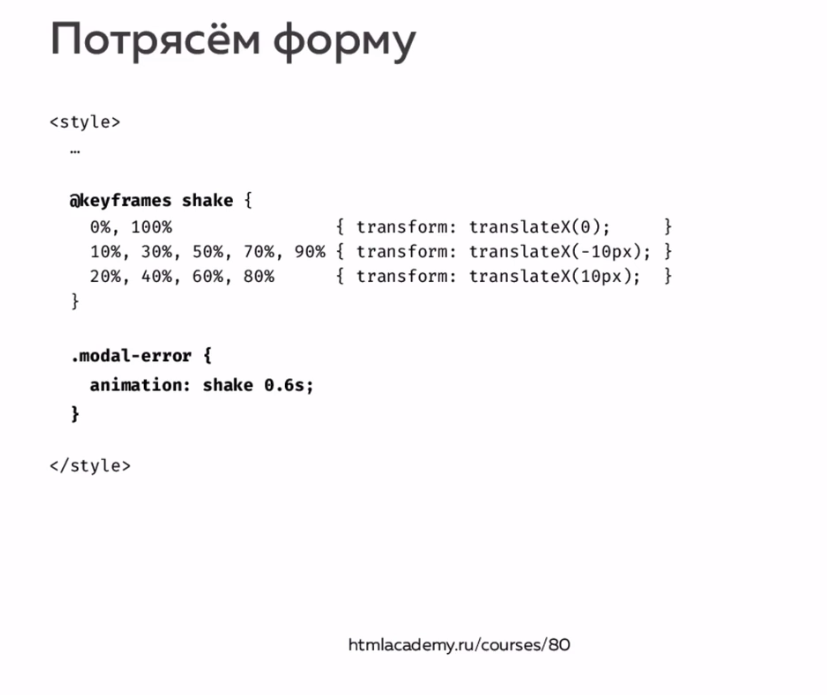 Потрясём форму
<style>
…
@keyframes shake {
0%, 100% { transform: translateX(0); }
10%, 30%, 50%, 70%, 90% { transform: translateX(-10px); }
20%, 40%, 60%, 80% { transform: translateX(10px); }
}
.modal-error {
animation: shake 0.6s;
}
</style>
htmlacademy.ru/courses/80